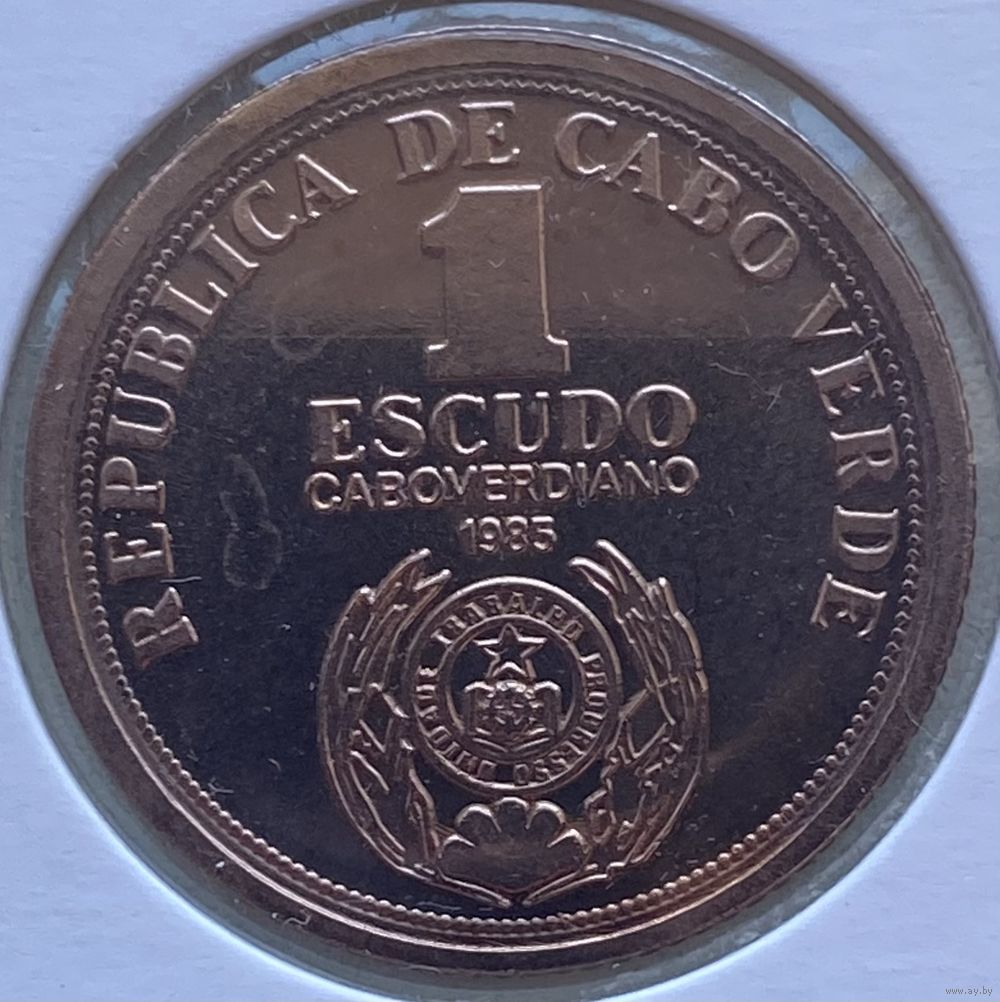 REPUBLICA DE CABO VERDE
1
ESCUDO
CABOVERDIANO
1985
UNIDADE TRABALHO PROGRESSO
www.ay.by